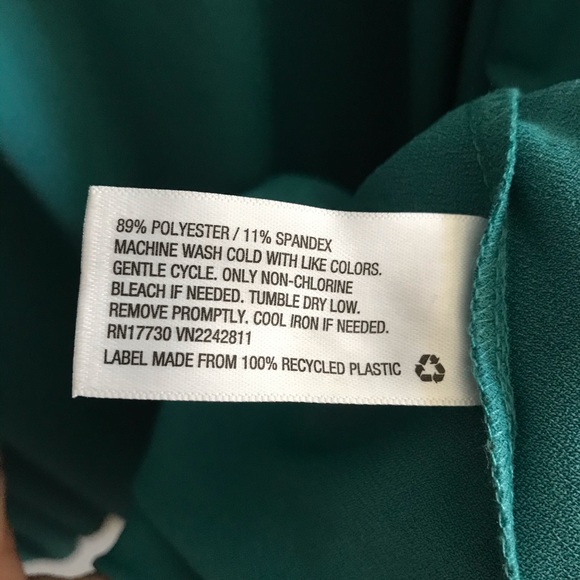 89% POLYESTER / 11% SPANDEX
MACHINE WASH COLD WITH LIKE COLORS.
GENTLE CYCLE. ONLY NON-CHLORINE
BLEACH IF NEEDED. TUMBLE DRY LOW.
REMOVE PROMPTLY. COOL IRON IF NEEDED.
RN17730 VN2242811
LABEL MADE FROM 100% RECYCLED PLASTIC